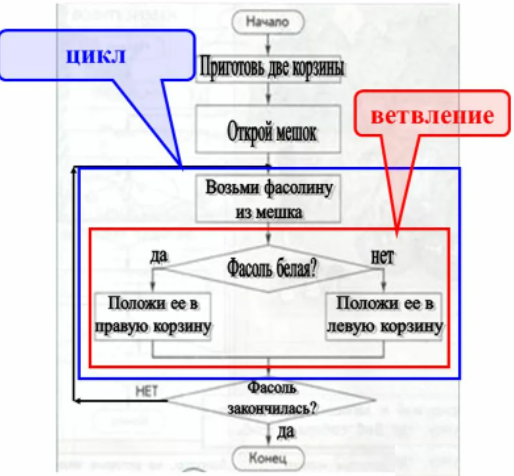 Начало
цикл
Приготовь две корзины
ветвление
Открой мешок
Возьми фасолину
из мешка
да
нет
Фасоль белая?
Положи ее в
правую корзину
Положи ее в
левую корзину
НЕТ
Фасоль
закончилась?
да
Конец